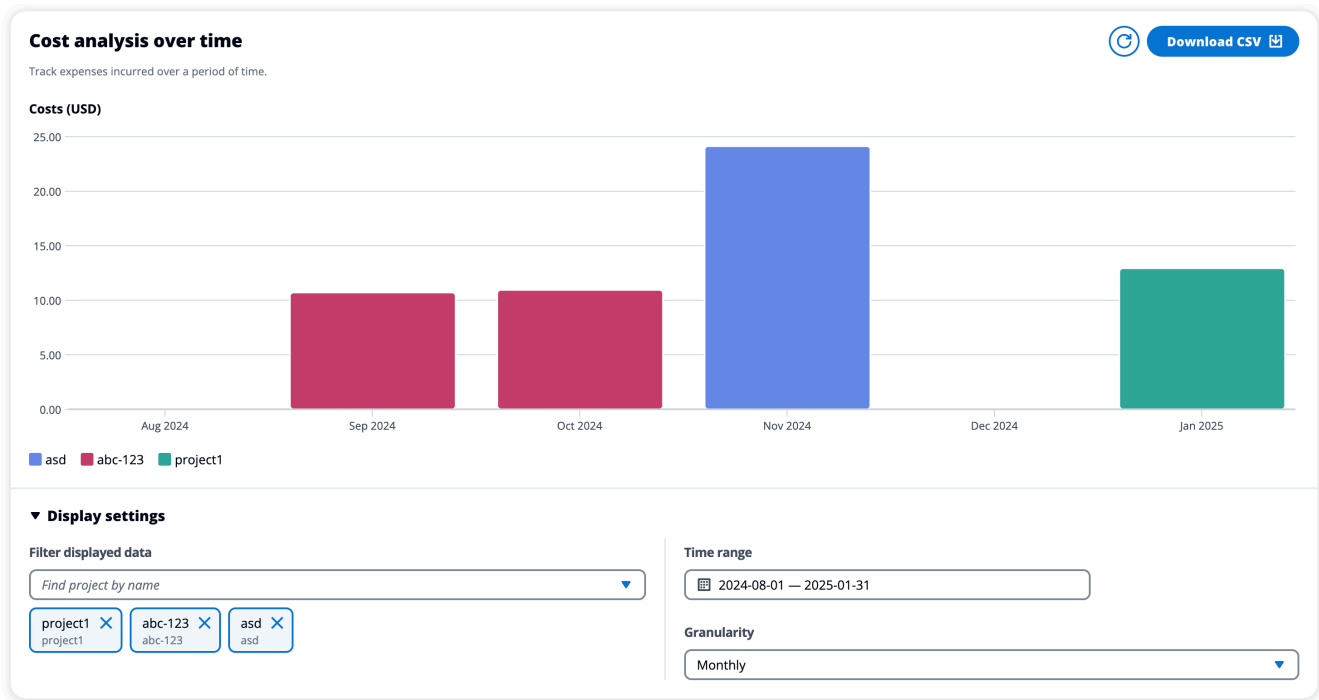 Cost analysis over time
Download CSV
Track expenses incurred over a period of time.
Costs (USD)
25.00
20.00
15.00
10.00
5.00
0.00
Aug 2024 Sep 2024 Oct 2024 Nov 2024 Dec 2024 Jan 2025
asd abc-123 project1
Display settings
Filter displayed data
Find project by name
project1 abc-123 asd
project1 abc-123 asd
Time range
2024-08-01 — 2025-01-31
Granularity
Monthly